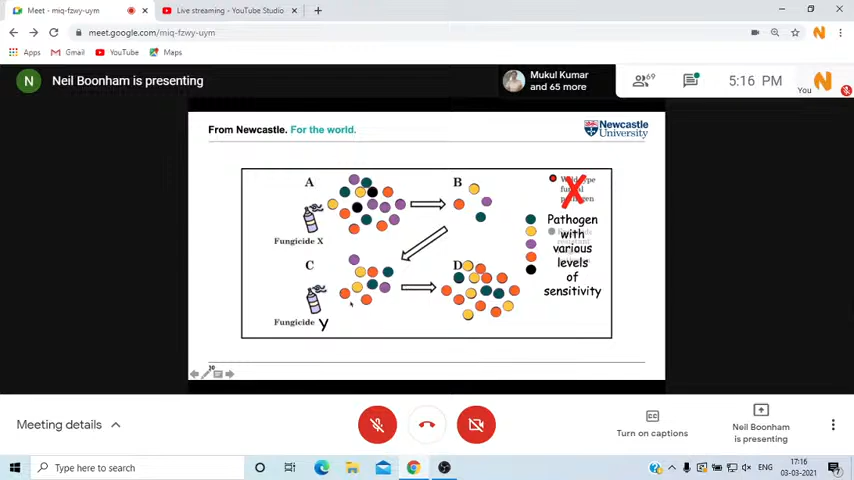 Meet - miq-fzwy-uym
Live streaming - YouTube Studio
meet.google.com/miq-fzwy-uym
Apps
Gmail
YouTube
Maps
N
Neil Boonham is presenting
Mukul Kumar
and 65 more
69
5:16 PM
You
From Newcastle. For the world.
Newcastle
University
A
B
Fungicide X
C
D
Fungicide Y
X
Pathogen
with
various
levels
of
sensitivity
Meeting details
Turn on captions
Neil Boonham
is presenting
Type here to search
ENG
17:16
03-03-2021